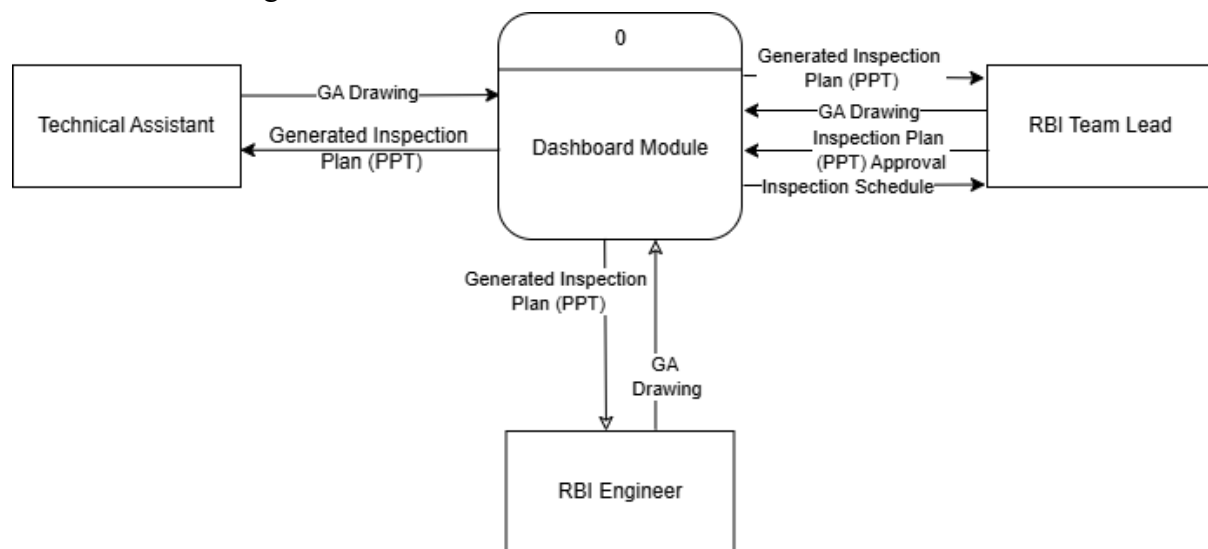 0
Dashboard Module
Technical Assistant
GA Drawing
Generated Inspection
Plan (PPT)
Generated Inspection
Plan (PPT)
GA Drawing
Inspection Plan
(PPT) Approval
Inspection Schedule
RBI Team Lead
Generated Inspection
Plan (PPT)
GA
Drawing
RBI Engineer